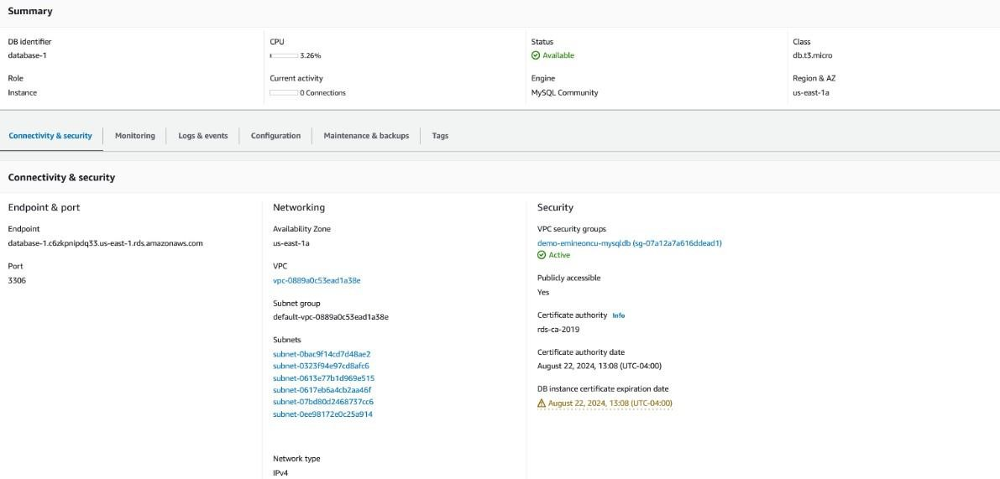 Summary
DB identifier
database-1
CPU
3.26%
Status
Available
Class
db.t3.micro
Role
Instance
Current activity
0 Connections
Engine
MySQL Community
Region & AZ
us-east-1a
Connectivity & security
Monitoring
Logs & events
Configuration
Maintenance & backups
Tags
Connectivity & security
Endpoint & port
Endpoint
database-1.c6zkpnipdq33.us-east-1.rds.amazonaws.com
Port
3306
Networking
Availability Zone
us-east-1a
VPC
vpc-0889a0c53ead1a38e
Subnet group
default-vpc-0889a0c53ead1a38e
Subnets
subnet-0bac9f14cd7d48ae2
subnet-0323f94e97cd8afc6
subnet-0613e77b1d969e515
subnet-0617eb6a4cb2aa46f
subnet-07bd80d2468737cc6
subnet-0ee98172e0c25a914
Network type
IPv4
Security
VPC security groups
demo-emineoncu-mysqldb (sg-07a12a7a616ddead1)
Active
Publicly accessible
Yes
Certificate authority Info
rds-ca-2019
Certificate authority date
August 22, 2024, 13:08 (UTC-04:00)
DB instance certificate expiration date
August 22, 2024, 13:08 (UTC-04:00)